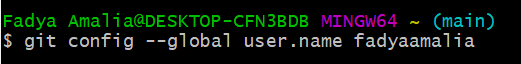 Fadya Amalia@DESKTOP-CFN3BDB MINGW64 ~ (main)
$ git config --global user.name fadyaamalia